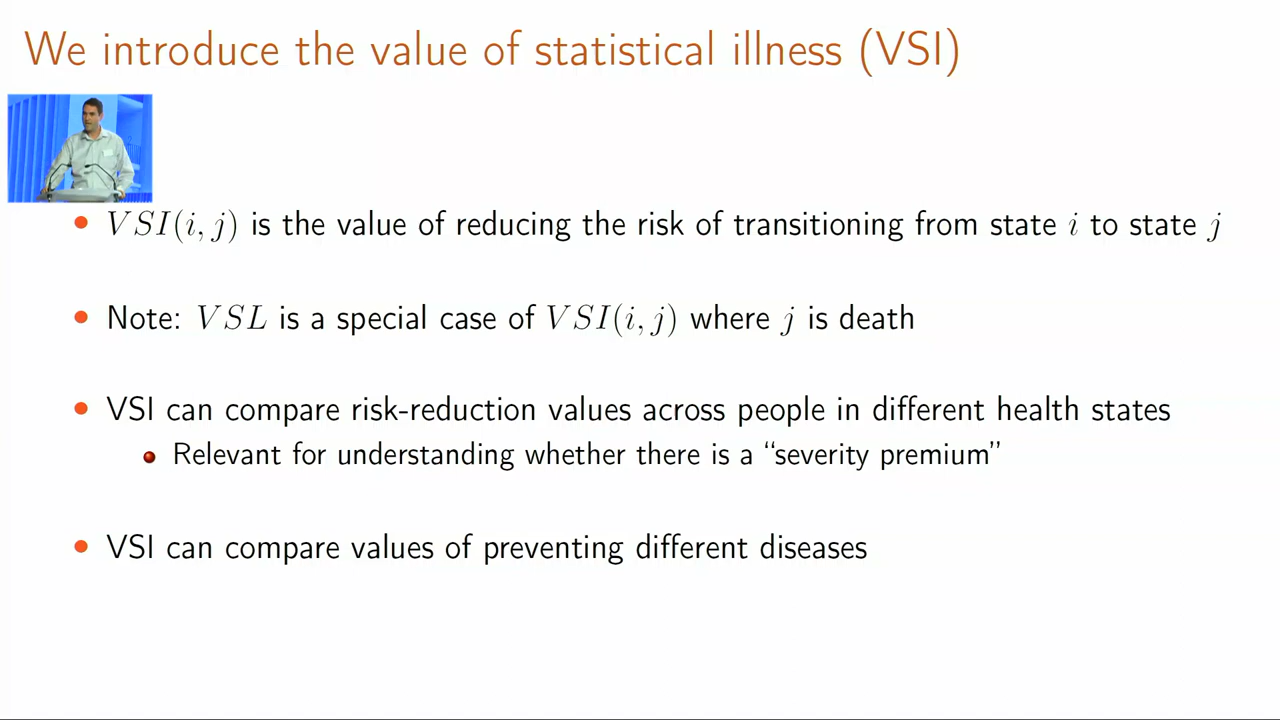 We introduce the value of statistical illness (VSI)
• VSI(i, j) is the value of reducing the risk of transitioning from state i to state j
• Note: VSL is a special case of VSI(i, j) where j is death
• VSI can compare risk-reduction values across people in different health states
• Relevant for understanding whether there is a “severity premium”
• VSI can compare values of preventing different diseases